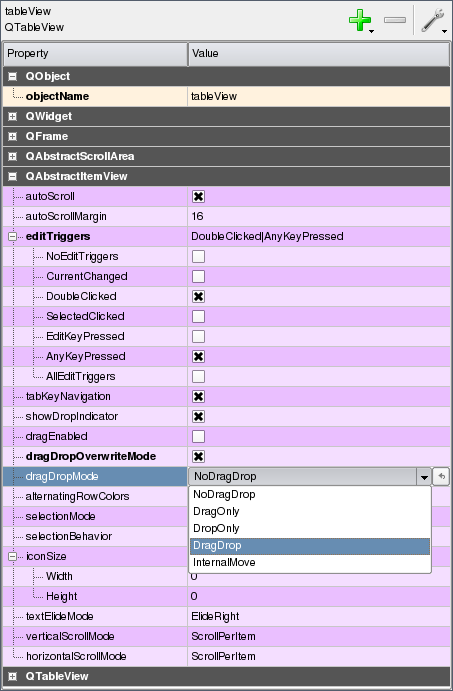 tableView
QTableView
Property Value
QObject
objectName tableView
QWidget
QFrame
QAbstractScrollArea
QAbstractItemView
autoScroll
autoScrollMargin 16
editTriggers DoubleClicked|AnyKeyPressed
NoEditTriggers
CurrentChanged
DoubleClicked
SelectedClicked
EditKeyPressed
AnyKeyPressed
AllEditTriggers
tabKeyNavigation
showDropIndicator
dragEnabled
dragDropOverwriteMode
dragDropMode NoDragDrop
alternatingRowColors NoDragDrop
selectionMode DragOnly
selectionBehavior DropOnly
iconSize DragDrop
InternalMove
Width 0
Height 0
textElideMode ElideRight
verticalScrollMode ScrollPerItem
horizontalScrollMode ScrollPerItem
QTableView